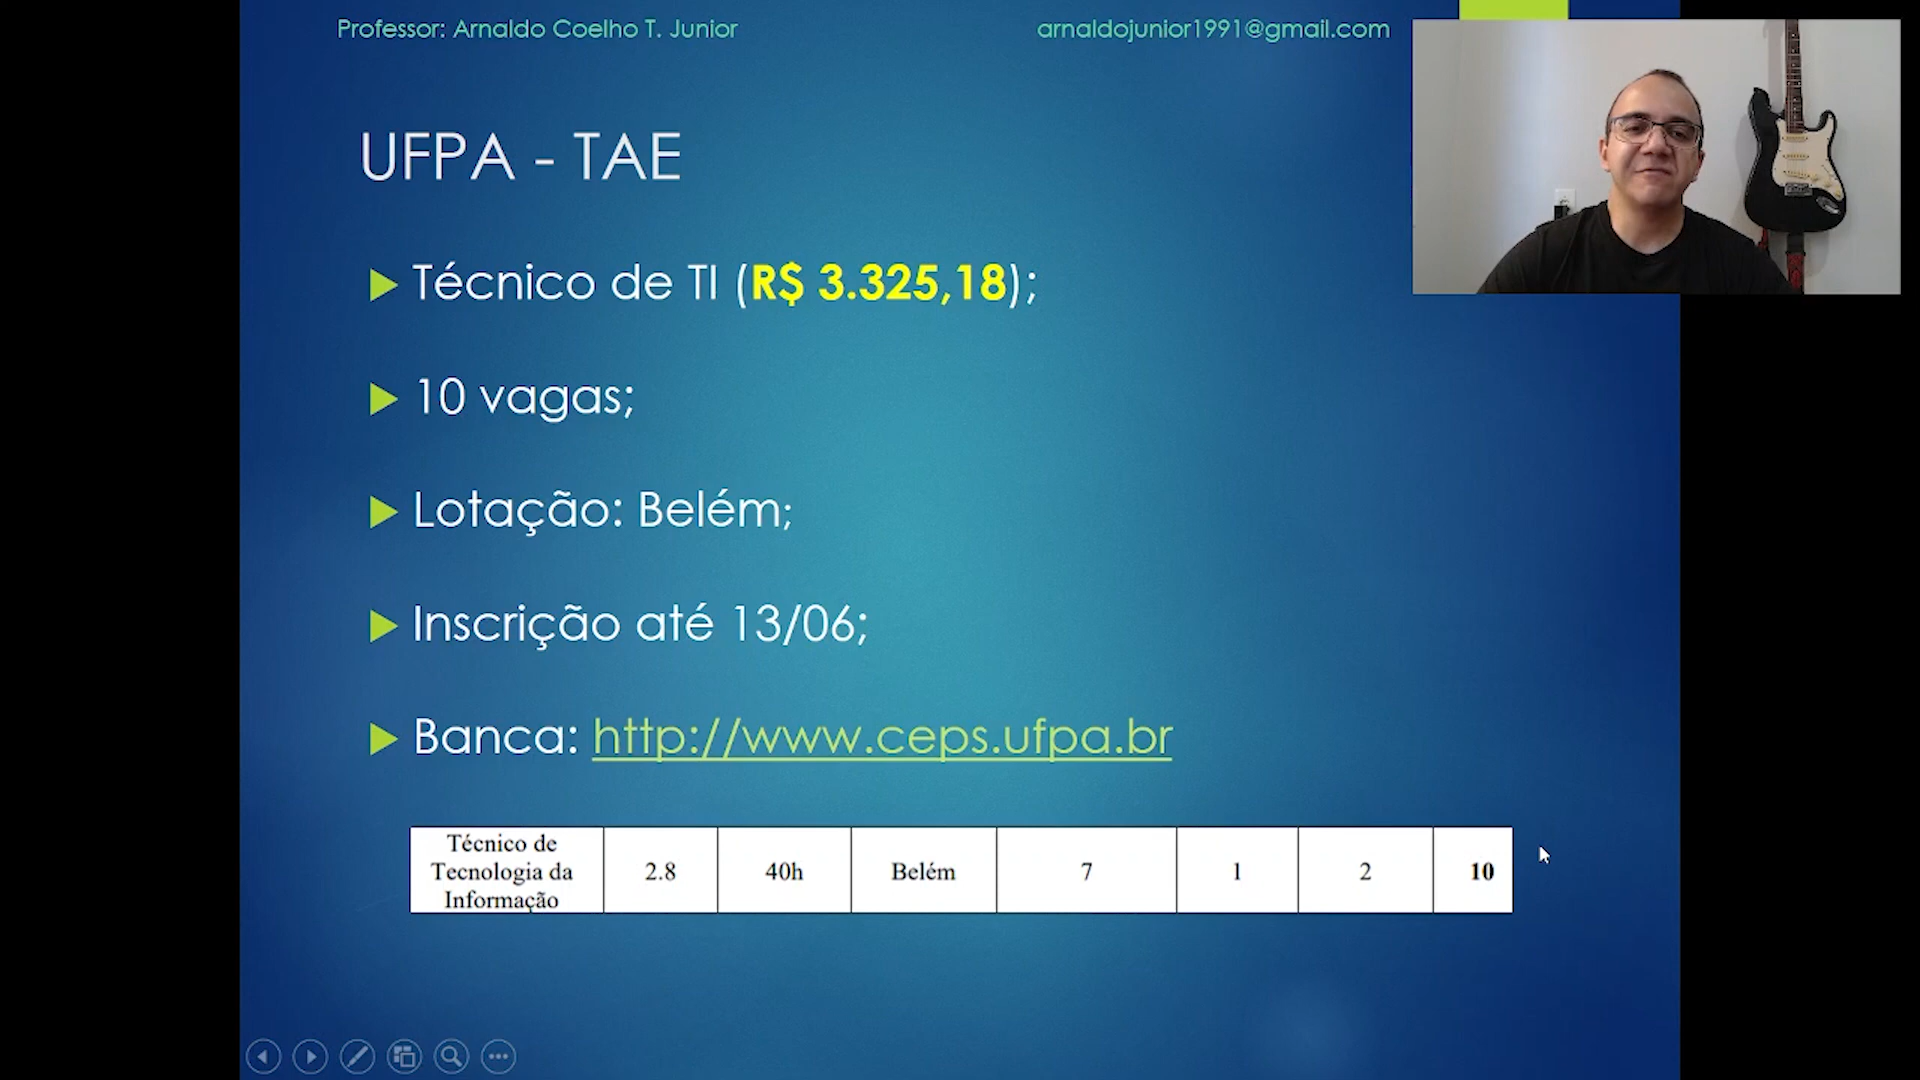 Professor: Arnaldo Coelho T. Junior
arnaldojunior1991@gmail.com
UFPA - TAE
Técnico de TI (R$ 3.325,18);
10 vagas;
Lotação: Belém;
Inscrição até 13/06;
Banca: http://www.ceps.ufpa.br
Técnico de
Tecnologia da
Informação
2.8
40h
Belém
7
1
2
10